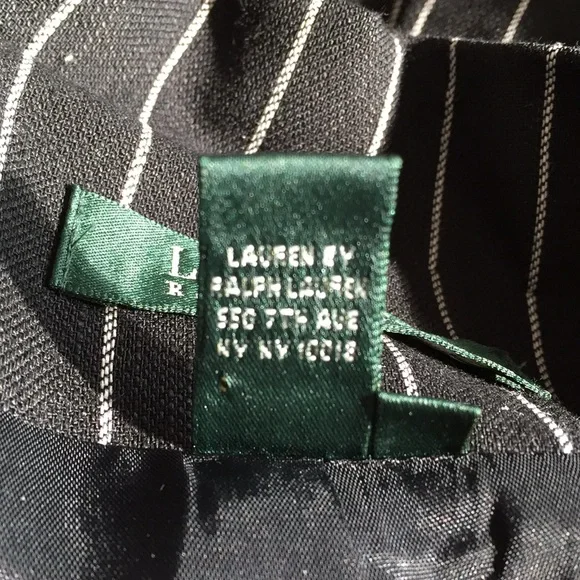 L
R
LAUREN BY
RALPH LAUREN
550 7TH AVE
NY NY 10018